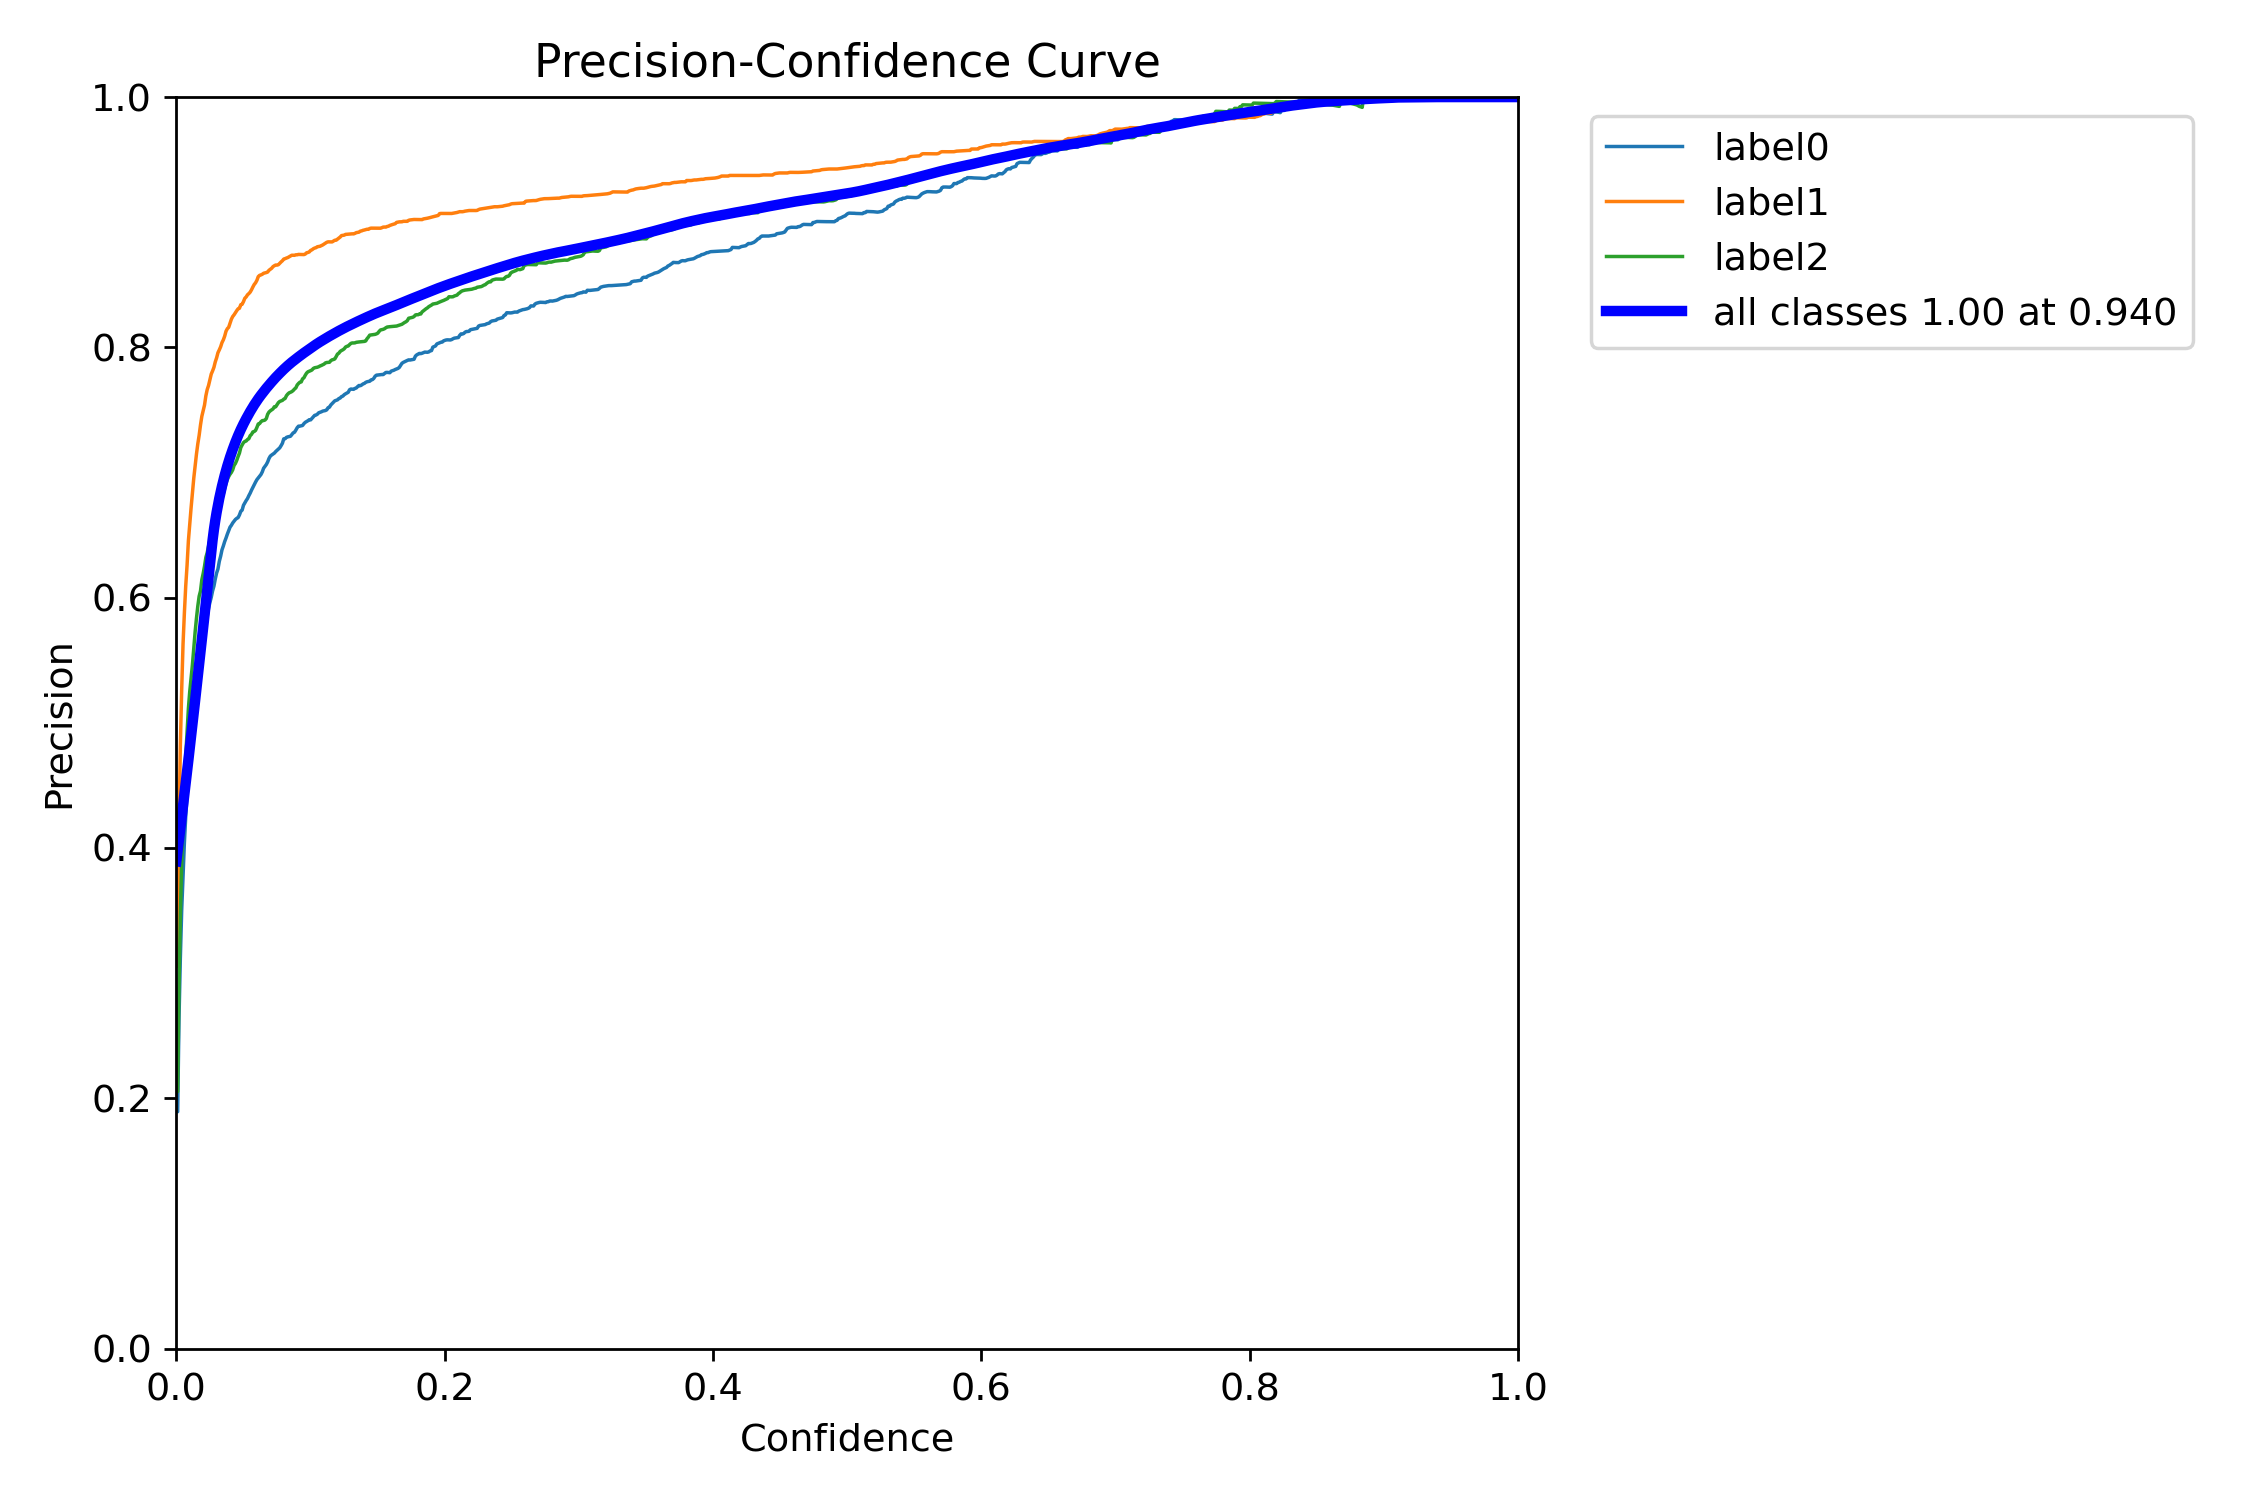 Precision-Confidence Curve
1.0
0.8
0.6
0.4
0.2
0.0
Precision
0.0 0.2 0.4 0.6 0.8 1.0
Confidence
label0
label1
label2
all classes 1.00 at 0.940